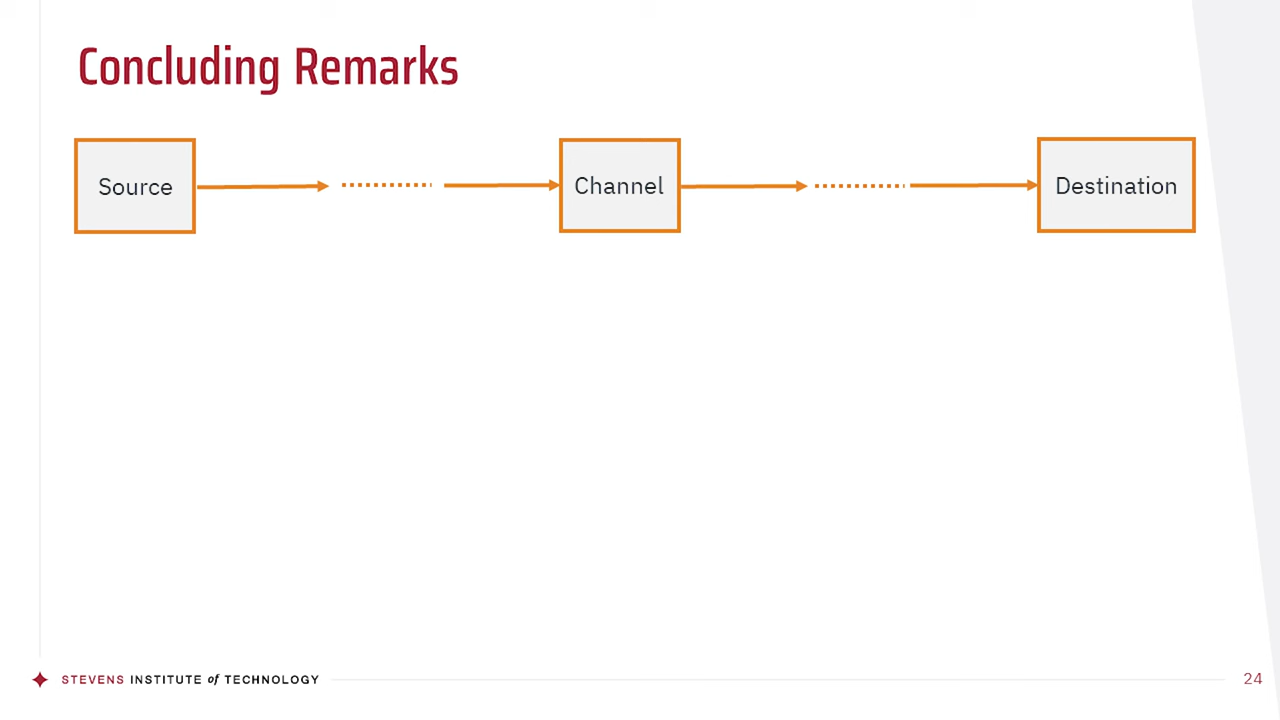 Concluding Remarks
Source
Channel
Destination
STEVENS INSTITUTE of TECHNOLOGY
24